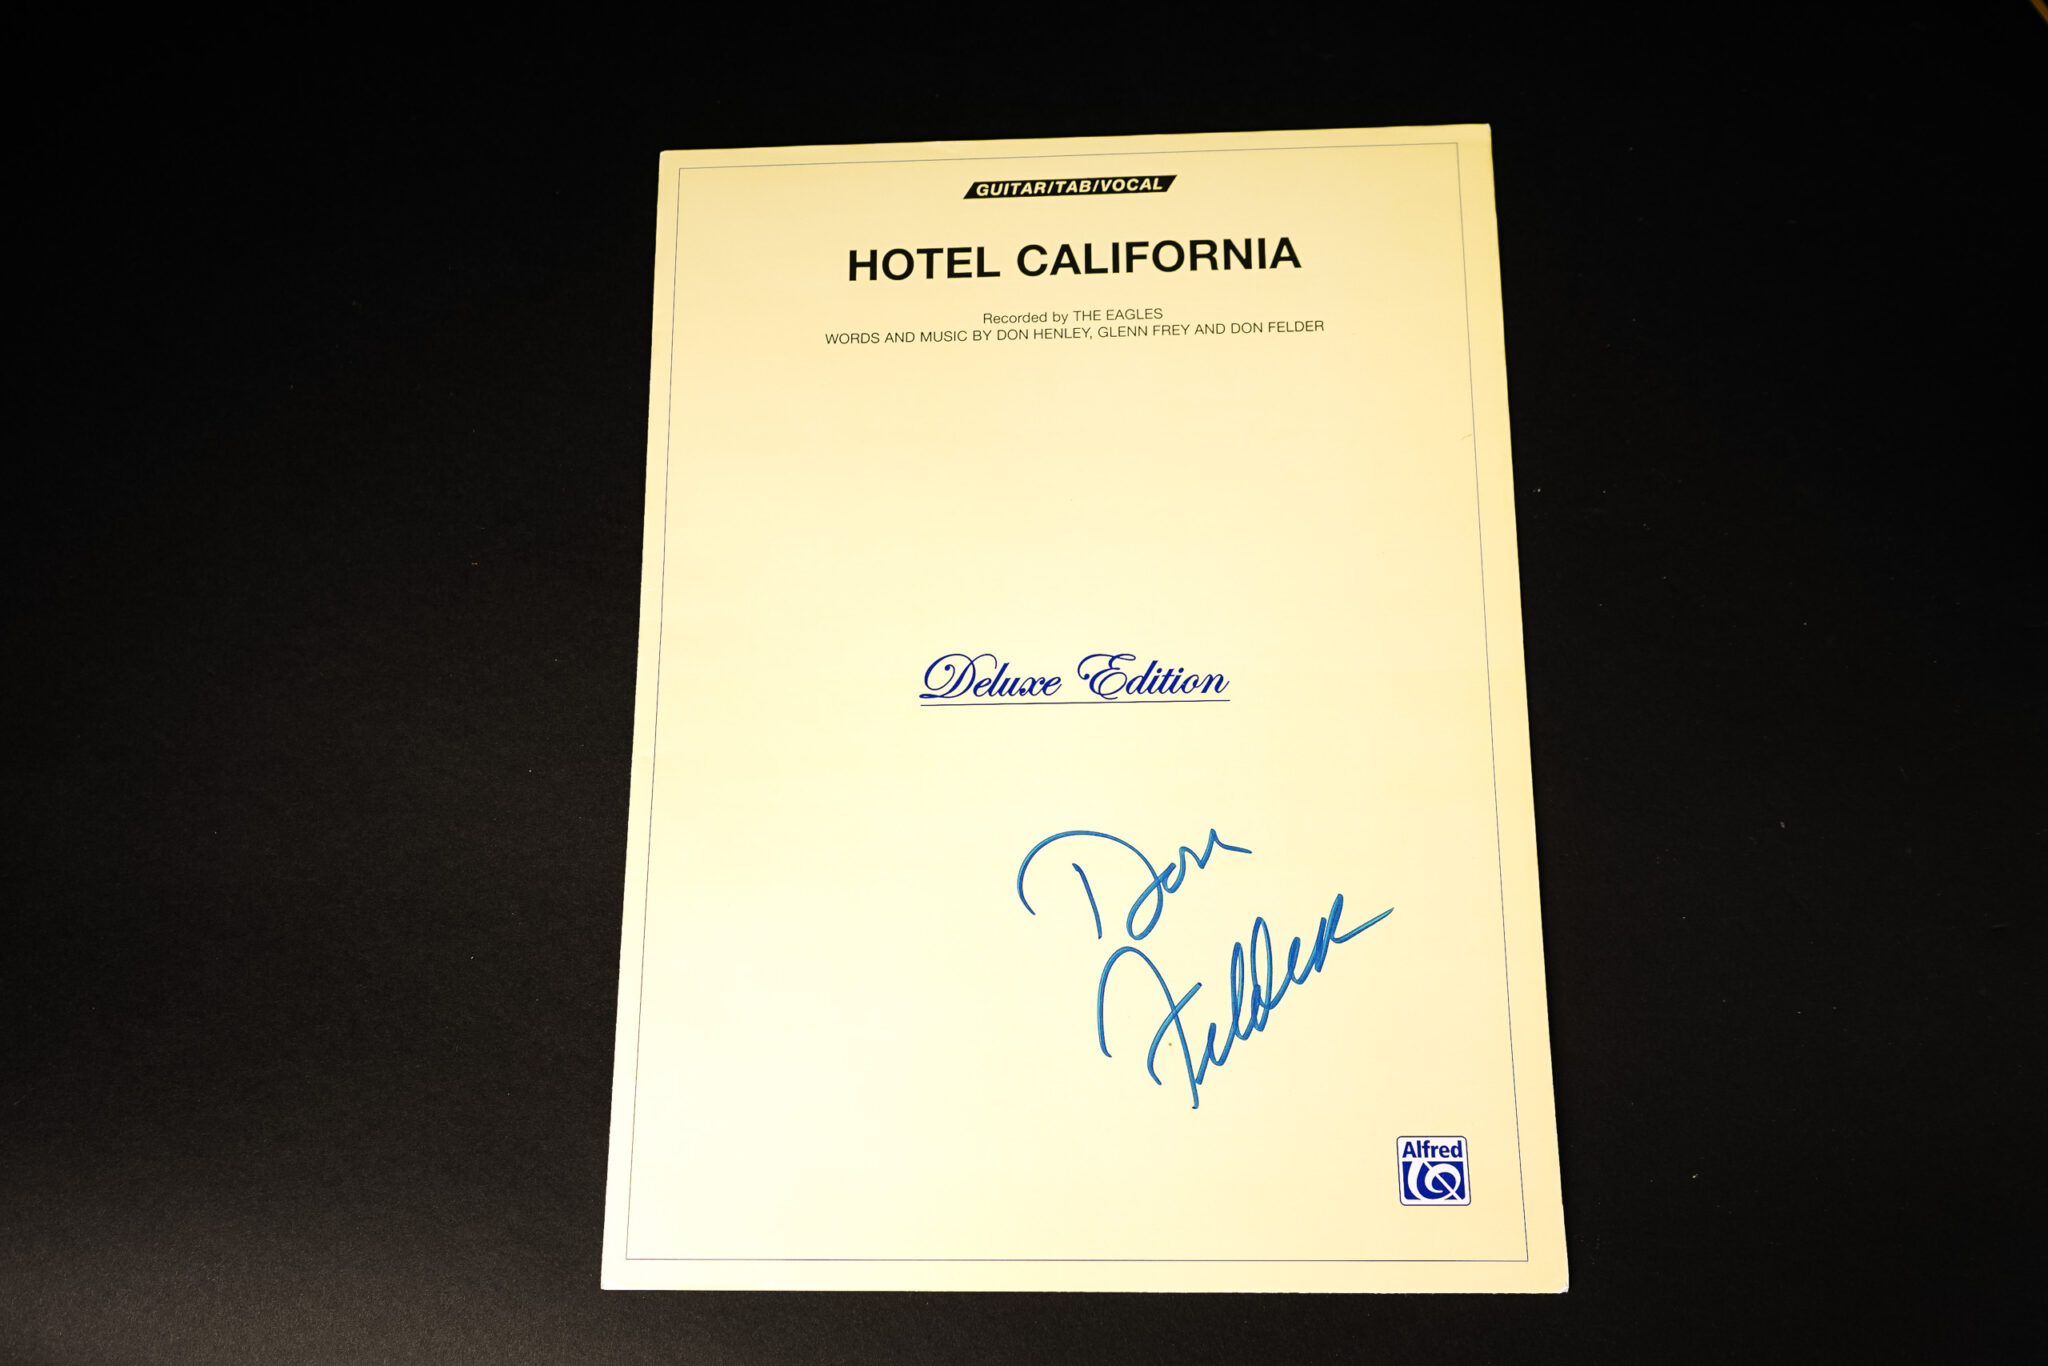 GUITAR/TAB/VOCAL
HOTEL CALIFORNIA
Recorded by THE EAGLES
WORDS AND MUSIC BY DON HENLEY, GLENN FREY AND DON FELDER
Deluxe Edition
Don
Felder
Alfred